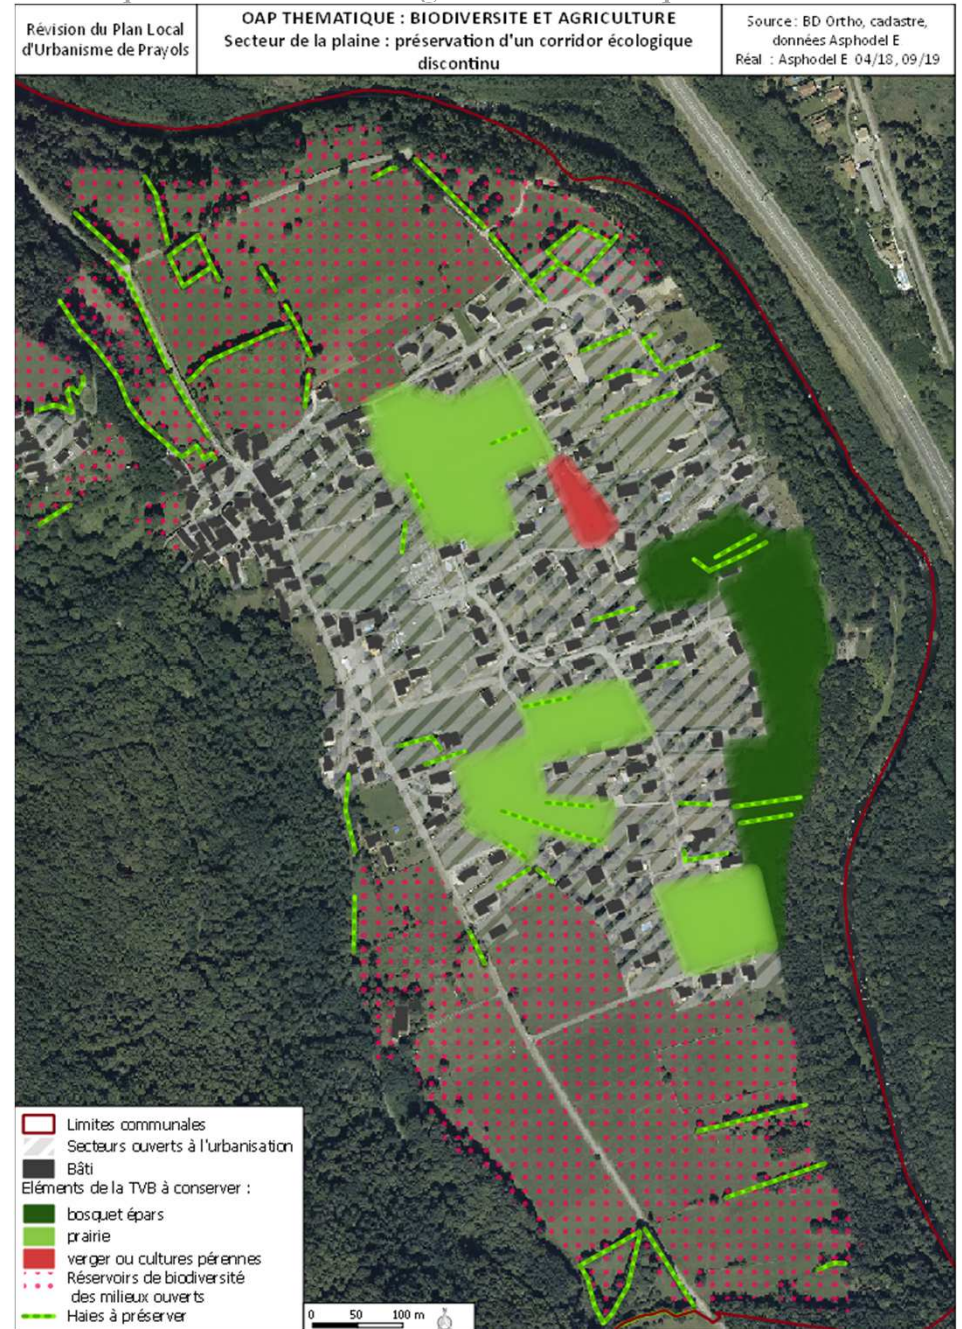 Révision du Plan Local
d'Urbanisme de Prayols
OAP THEMATIQUE : BIODIVERSITE ET AGRICULTURE
Secteur de la plaine : préservation d'un corridor écologique
discontinu
Source : BD Ortho, cadastre,
données Asphodel E
Réal : Asphodel E 04/18, 09/19
Limites communales
Secteurs ouverts à l'urbanisation
Bâti
Eléments de la TVB à conserver :
bosquet épars
prairie
verger ou cultures pérennes
Réservoirs de biodiversité
des milieux ouverts
Haies à préserver
0 50 100 m